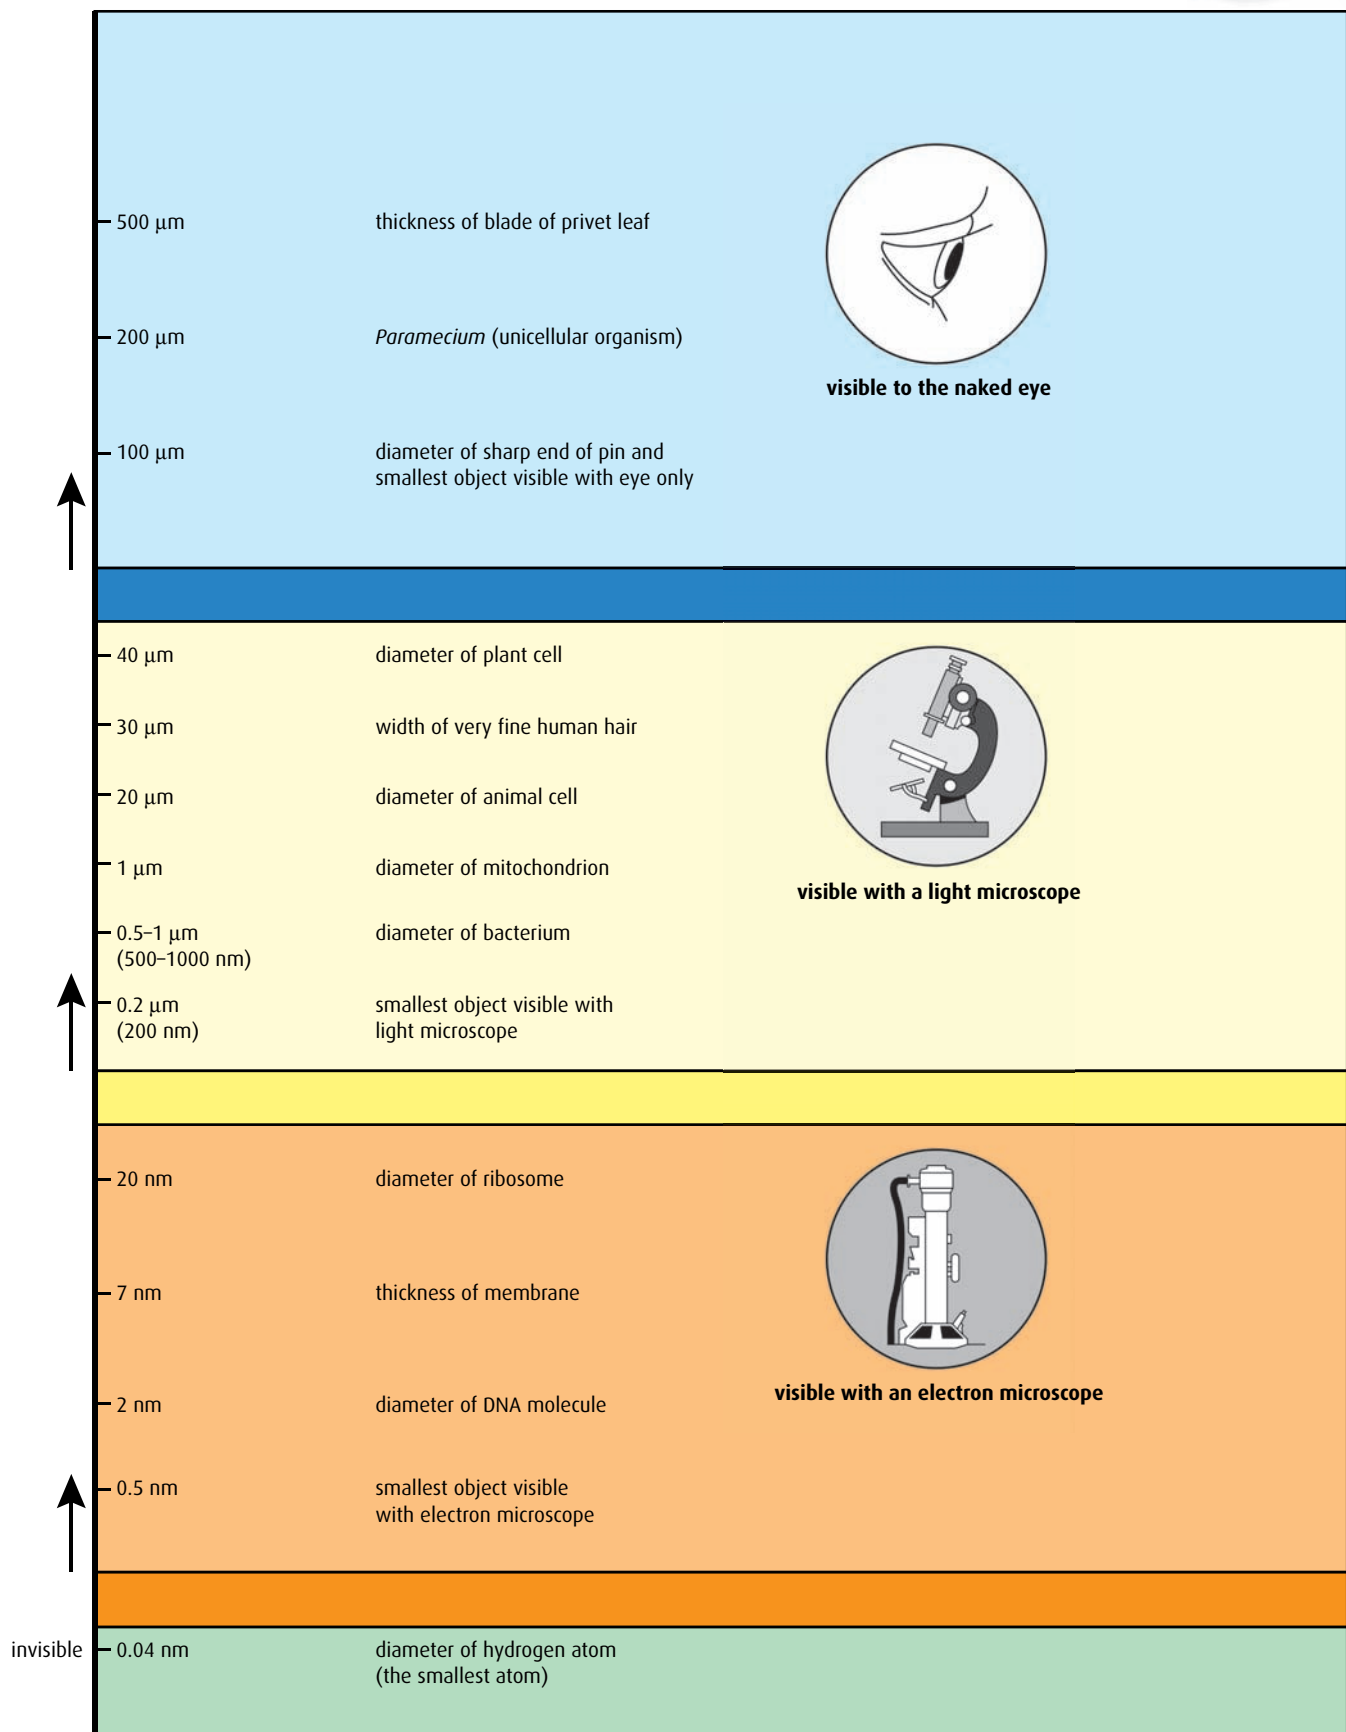 500 μm thickness of blade of privet leaf
200 μm Paramecium (unicellular organism)
visible to the naked eye
100 μm diameter of sharp end of pin and
smallest object visible with eye only
40 μm diameter of plant cell
30 μm width of very fine human hair
20 μm diameter of animal cell
1 μm diameter of mitochondrion
visible with a light microscope
0.5–1 μm diameter of bacterium
(500–1000 nm)
0.2 μm smallest object visible with
(200 nm) light microscope
20 nm diameter of ribosome
7 nm thickness of membrane
visible with an electron microscope
2 nm diameter of DNA molecule
0.5 nm smallest object visible
with electron microscope
invisible 0.04 nm diameter of hydrogen atom
(the smallest atom)